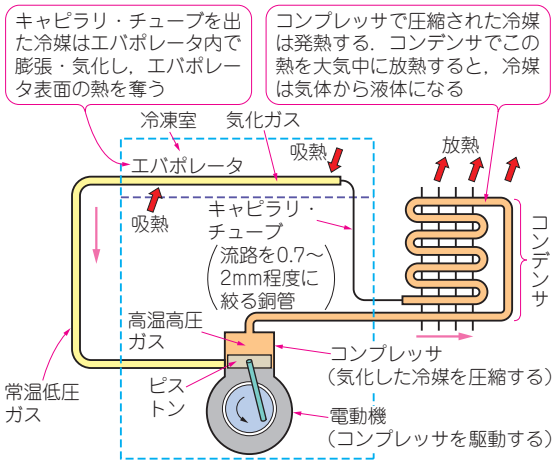 キャピラリ・チューブを出
た冷媒はエバポレータ内で
膨張・気化し，エバポレー
タ表面の熱を奪う
コンプレッサで圧縮された冷媒
は発熱する．コンデンサでこの
熱を大気中に放熱すると，冷媒
は気体から液体になる
冷凍室
気化ガス
吸熱
放熱
エバポレータ
吸熱
キャピラリ・
チューブ
(流路を0.7〜
2mm程度に
絞る銅管)
コンデンサ
高温高圧
ガス
コンプレッサ
(気化した冷媒を圧縮する)
常温低圧
ガス
ピス
トン
電動機
(コンプレッサを駆動する)